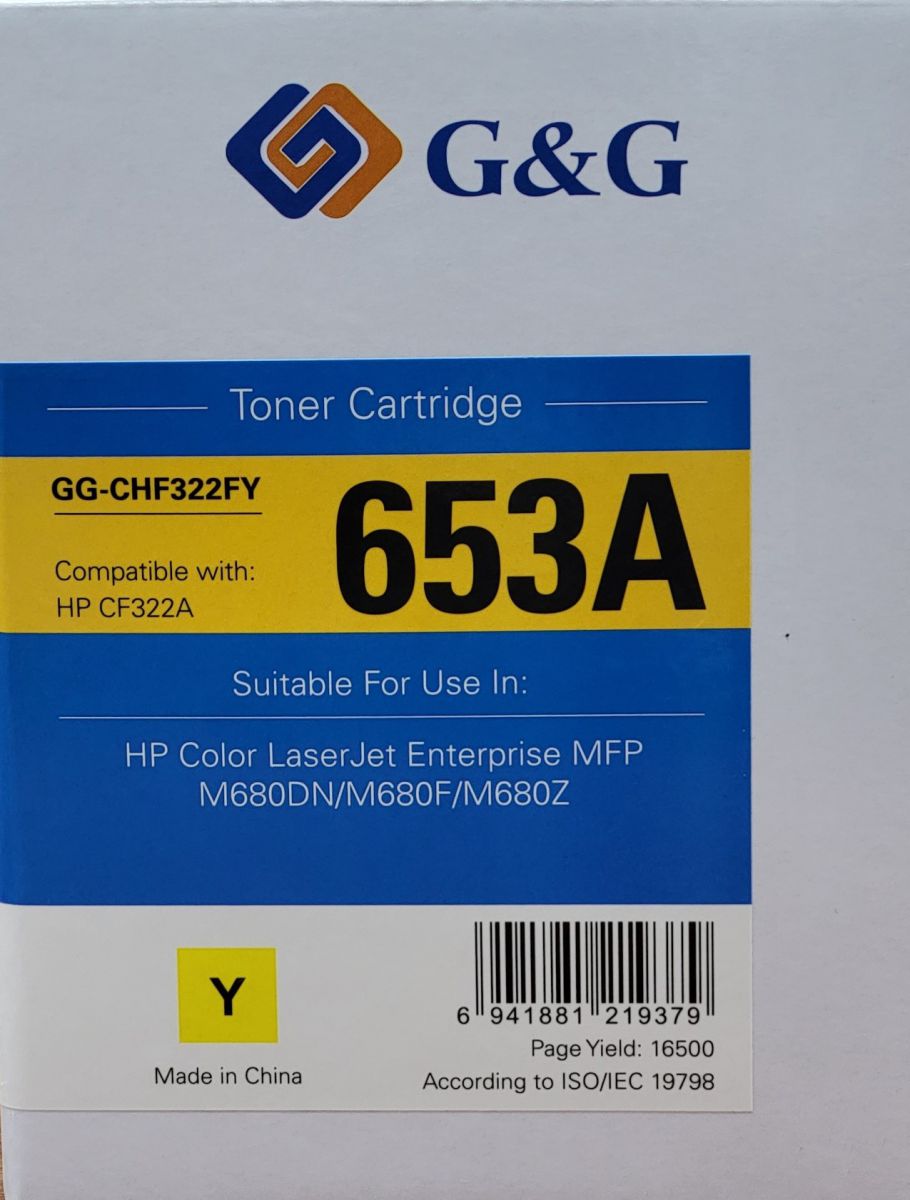 G&G
Toner Cartridge
GG-CHF322FY
653A
Compatible with:
HP CF322A
Suitable For Use In:
HP Color LaserJet Enterprise MFP
M680DN/M680F/M680Z
Y
Made in China
6 941881 219379
Page Yield: 16500
According to ISO/IEC 19798